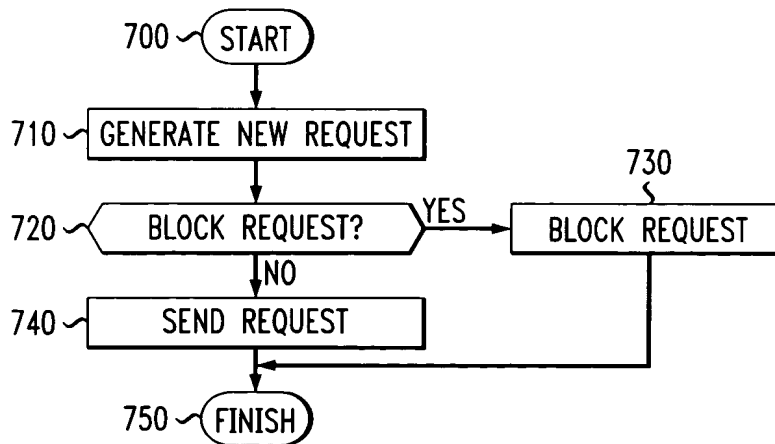 700 START
710 GENERATE NEW REQUEST
720 BLOCK REQUEST?
YES
730
BLOCK REQUEST
NO
740 SEND REQUEST
750 FINISH